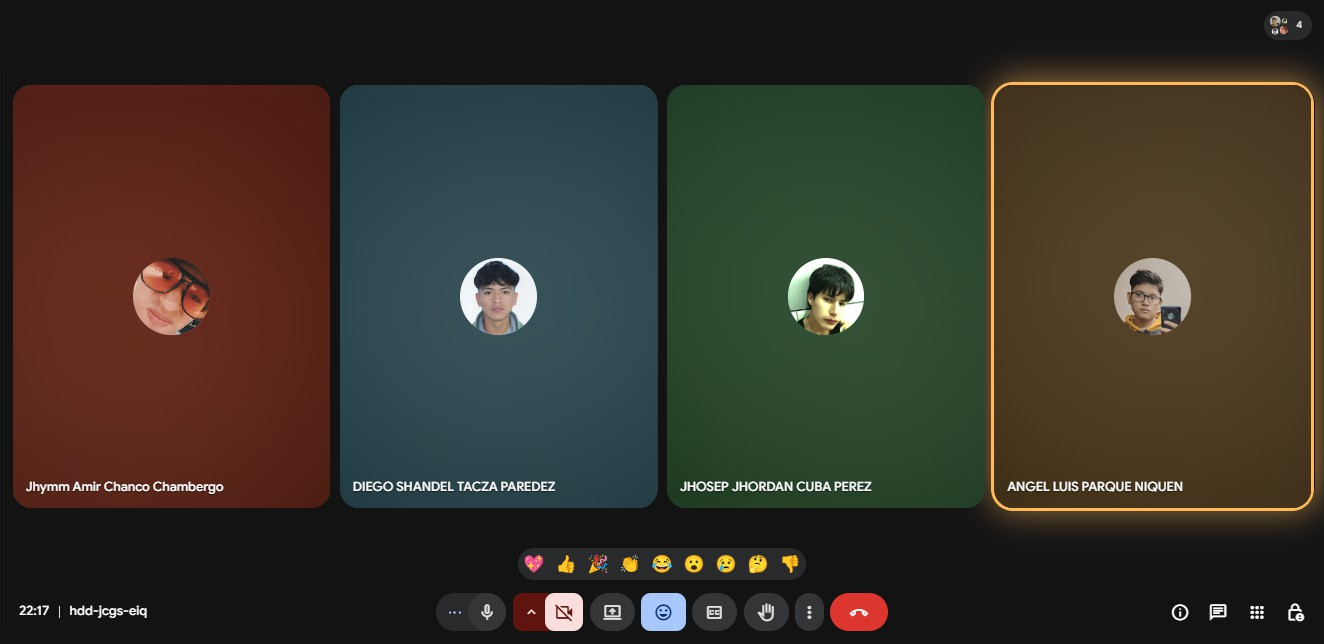 4
Jhymm Amir Chanco Chambergo
DIEGO SHANDEL TACZA PAREDEZ
JHOSEP JHORDAN CUBA PEREZ
ANGEL LUIS PARQUE NIQUEN
22:17 | hdd-jcgs-eiq